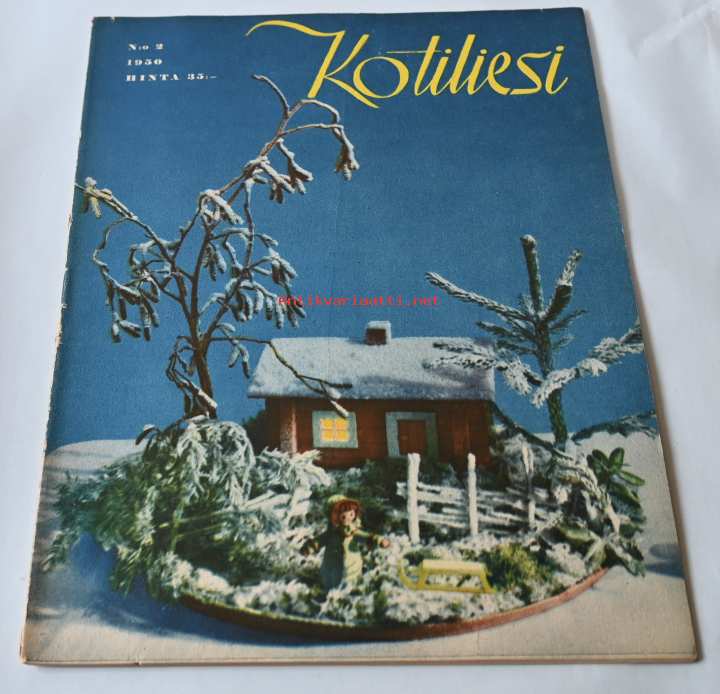 N:o 2
1950
HINTA 35:-
Kotiliesi
antikvariaatti.net